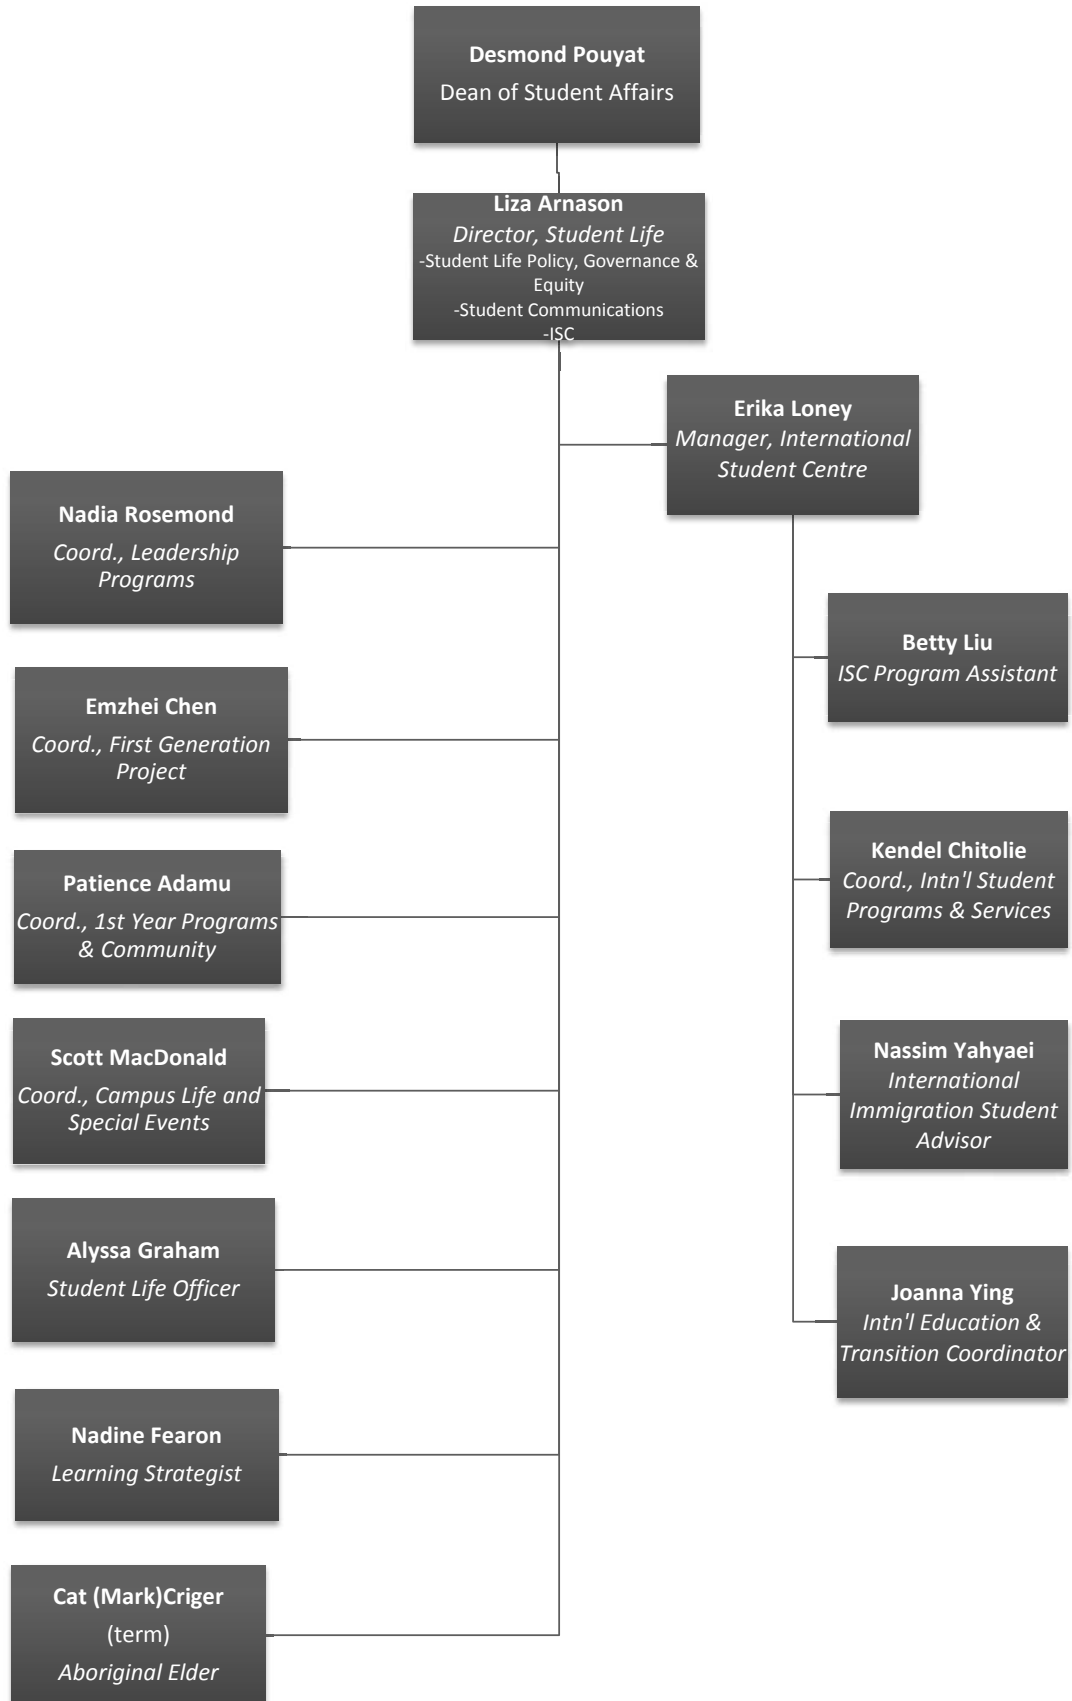 Desmond Pouyat
Dean of Student Affairs
Liza Arnason
Director, Student Life
-Student Life Policy, Governance &
Equity
-Student Communications
-ISC
Erika Loney
Manager, International
Student Centre
Nadia Rosemond
Coord., Leadership
Programs
Emzhei Chen
Coord., First Generation
Project
Patience Adamu
Coord., 1st Year Programs
& Community
Scott MacDonald
Coord., Campus Life and
Special Events
Alyssa Graham
Student Life Officer
Nadine Fearon
Learning Strategist
Cat (Mark)Criger
(term)
Aboriginal Elder
Betty Liu
ISC Program Assistant
Kendel Chitolie
Coord., Intn'l Student
Programs & Services
Nassim Yahyaei
International
Immigration Student
Advisor
Joanna Ying
Intn'l Education &
Transition Coordinator